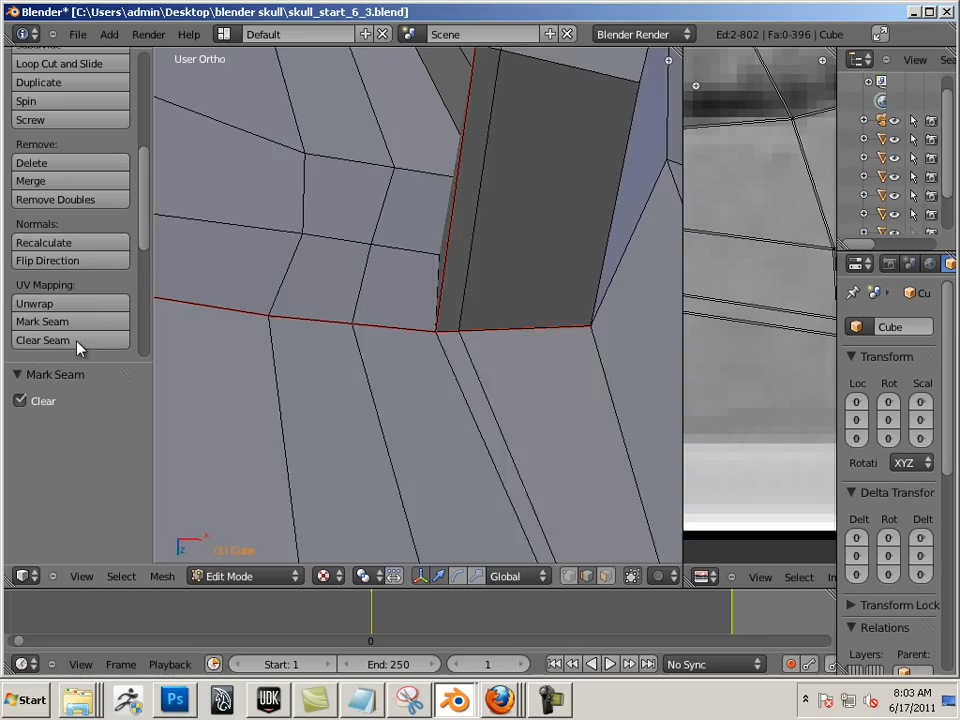 Blender* [C:\Users\admin\Desktop\blender skull\skull_start_6_3.blend]
File Add Render Help Default Scene Blender Render Ed:2-802 | Fa:0-396 | Cube
User Ortho
View
Loop Cut and Slide
Duplicate
Spin
Screw
Remove:
Delete
Merge
Remove Doubles
Normals:
Recalculate
Flip Direction
UV Mapping:
Unwrap
Mark Seam
Clear Seam
Mark Seam
Clear
x
z
(1) Cube
Cu
Cube
Transform
Loc Rot Scal
0 0 0
0 0 0
0 0 0
Rotati XYZ
Delta Transfor
Delt Rot Delt
0 0 0
0 0 0
0 0 0
Transform Lock
Relations
Layers: Parent:
View Select Mesh Edit Mode Global View Select
0
View Frame Playback Start: 1 End: 250 1 No Sync
Start Ps UDK 8:03 AM
6/17/2011